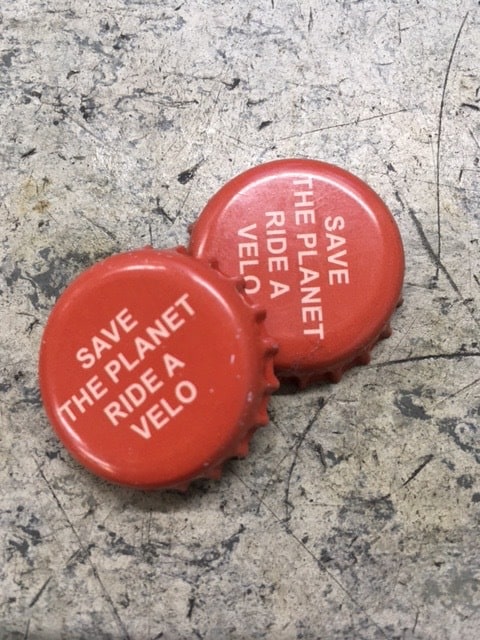 SAVE
THE PLANET
RIDE A
VELO
SAVE
THE PLANET
RIDE A
VELO